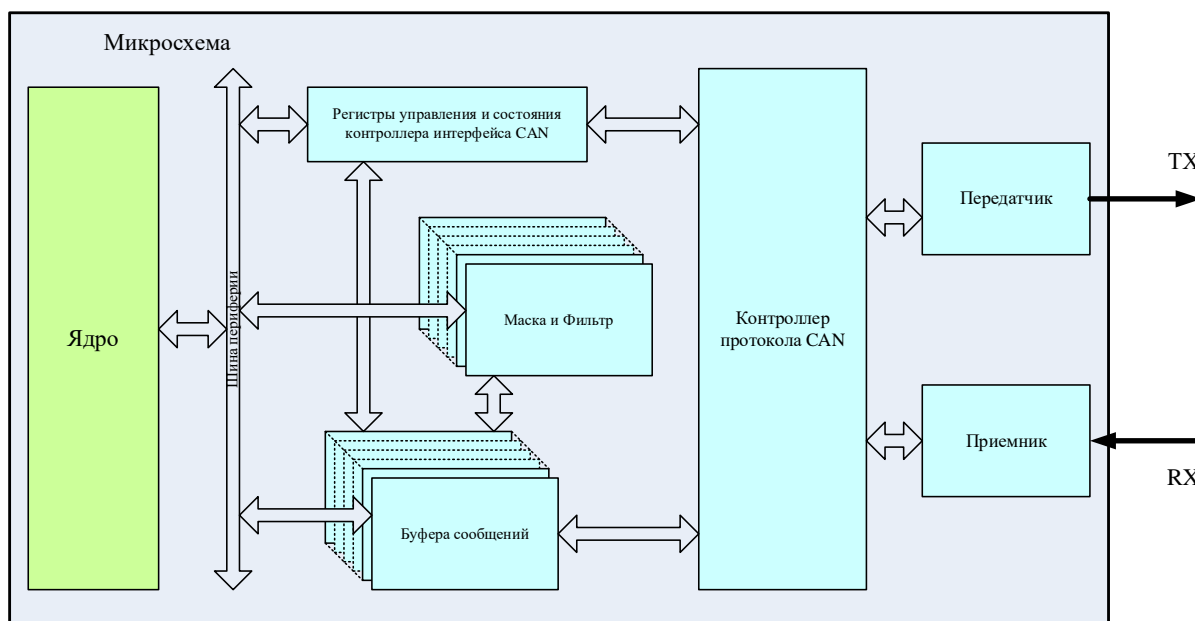 Микросхема
Регистры управления и состояния
контроллера интерфейса CAN
TX
Передатчик
Шина периферии
Маска и Фильтр
Ядро
Контроллер
протокола CAN
Приемник
RX
Буфера сообщений